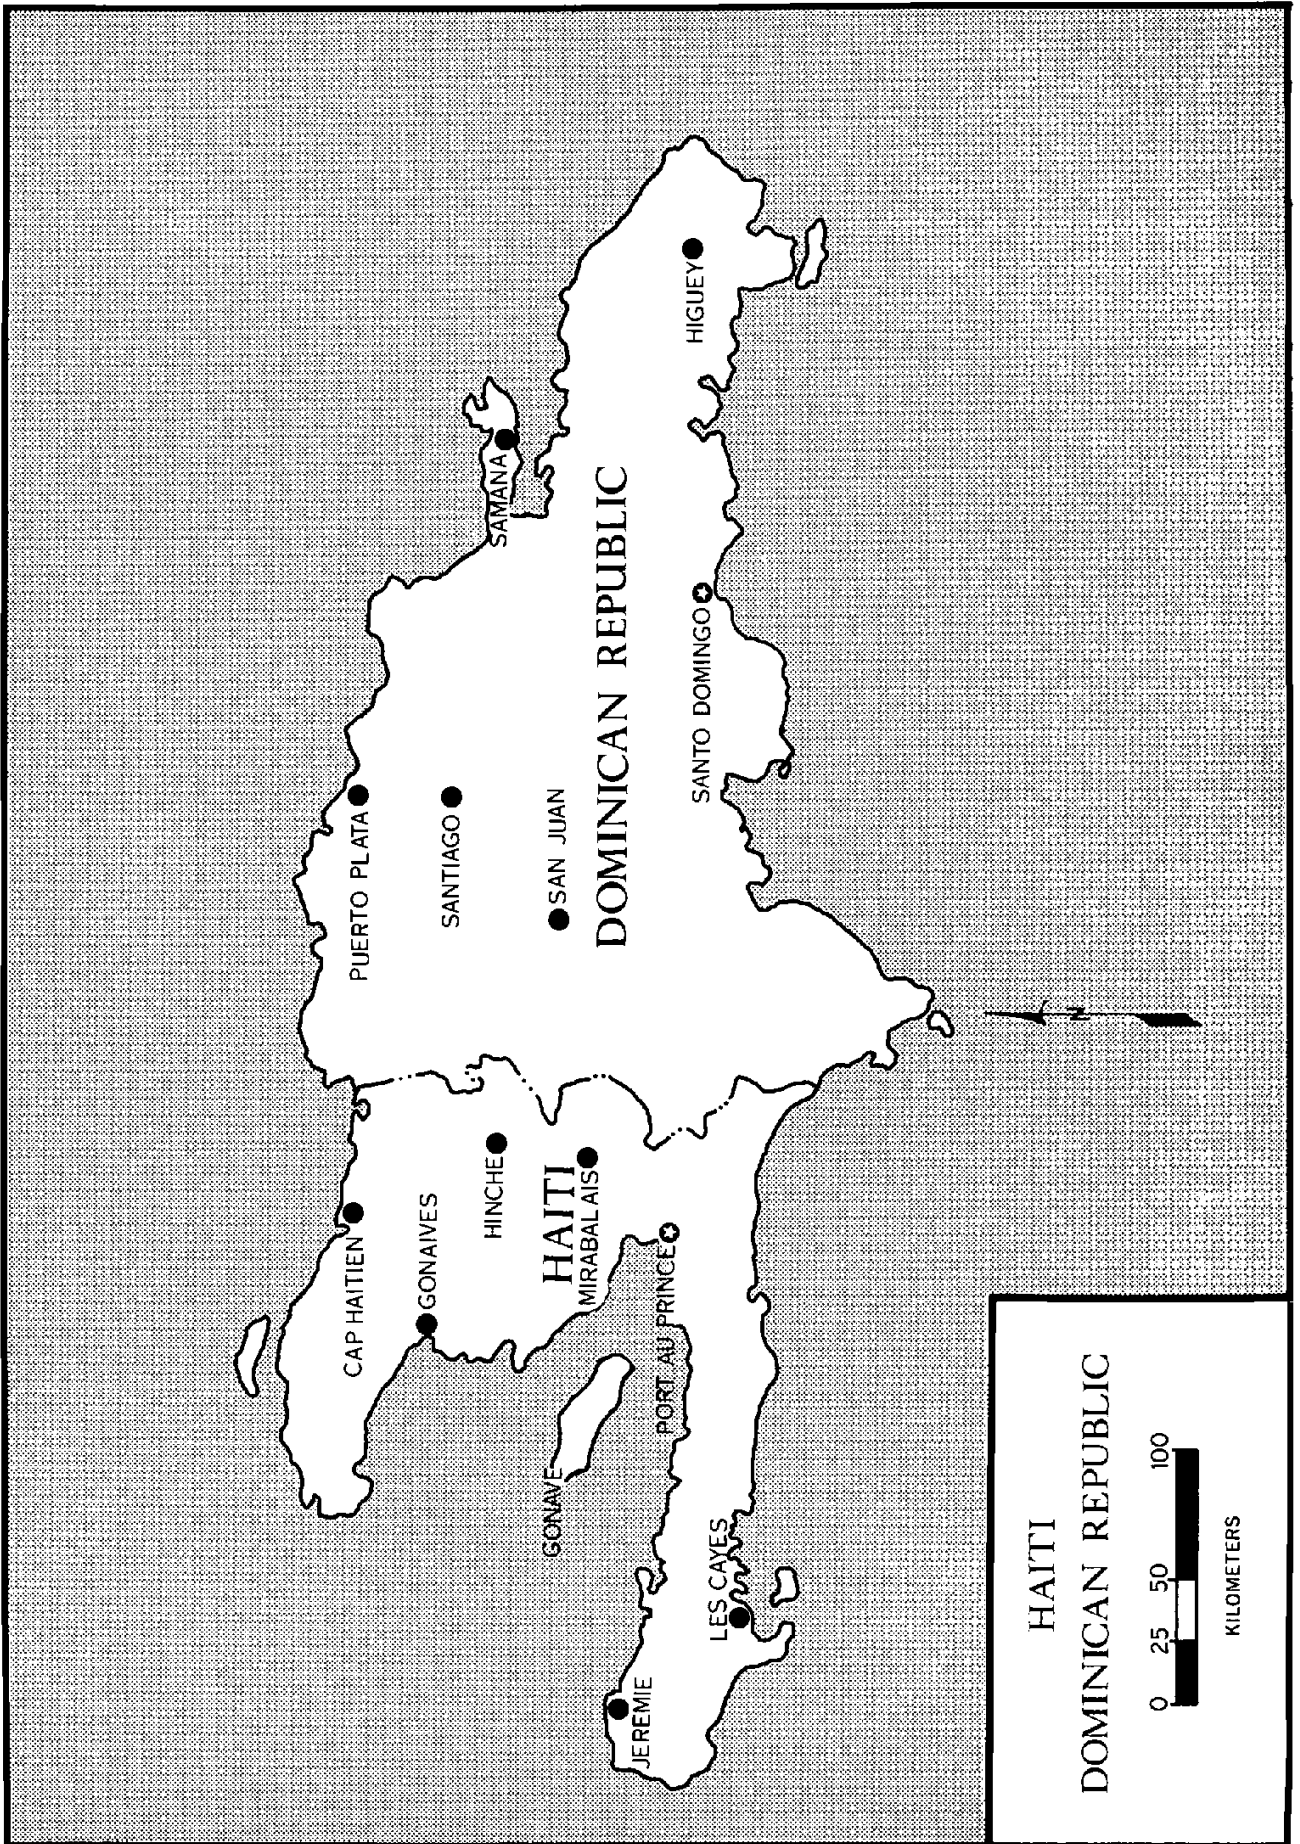 PUERTO PLATA
CAP HAITIEN
GONAIVES
SANTIAGO
SAMANA
HINCHE
SAN JUAN
HAITI
MIRABALAIS
GONAVE
DOMINICAN REPUBLIC
JEREMIE
PORT AU PRINCE
SANTO DOMINGO
HIGUEY
LES CAYES
N
HAITI
DOMINICAN REPUBLIC
0 25 50 100
KILOMETERS